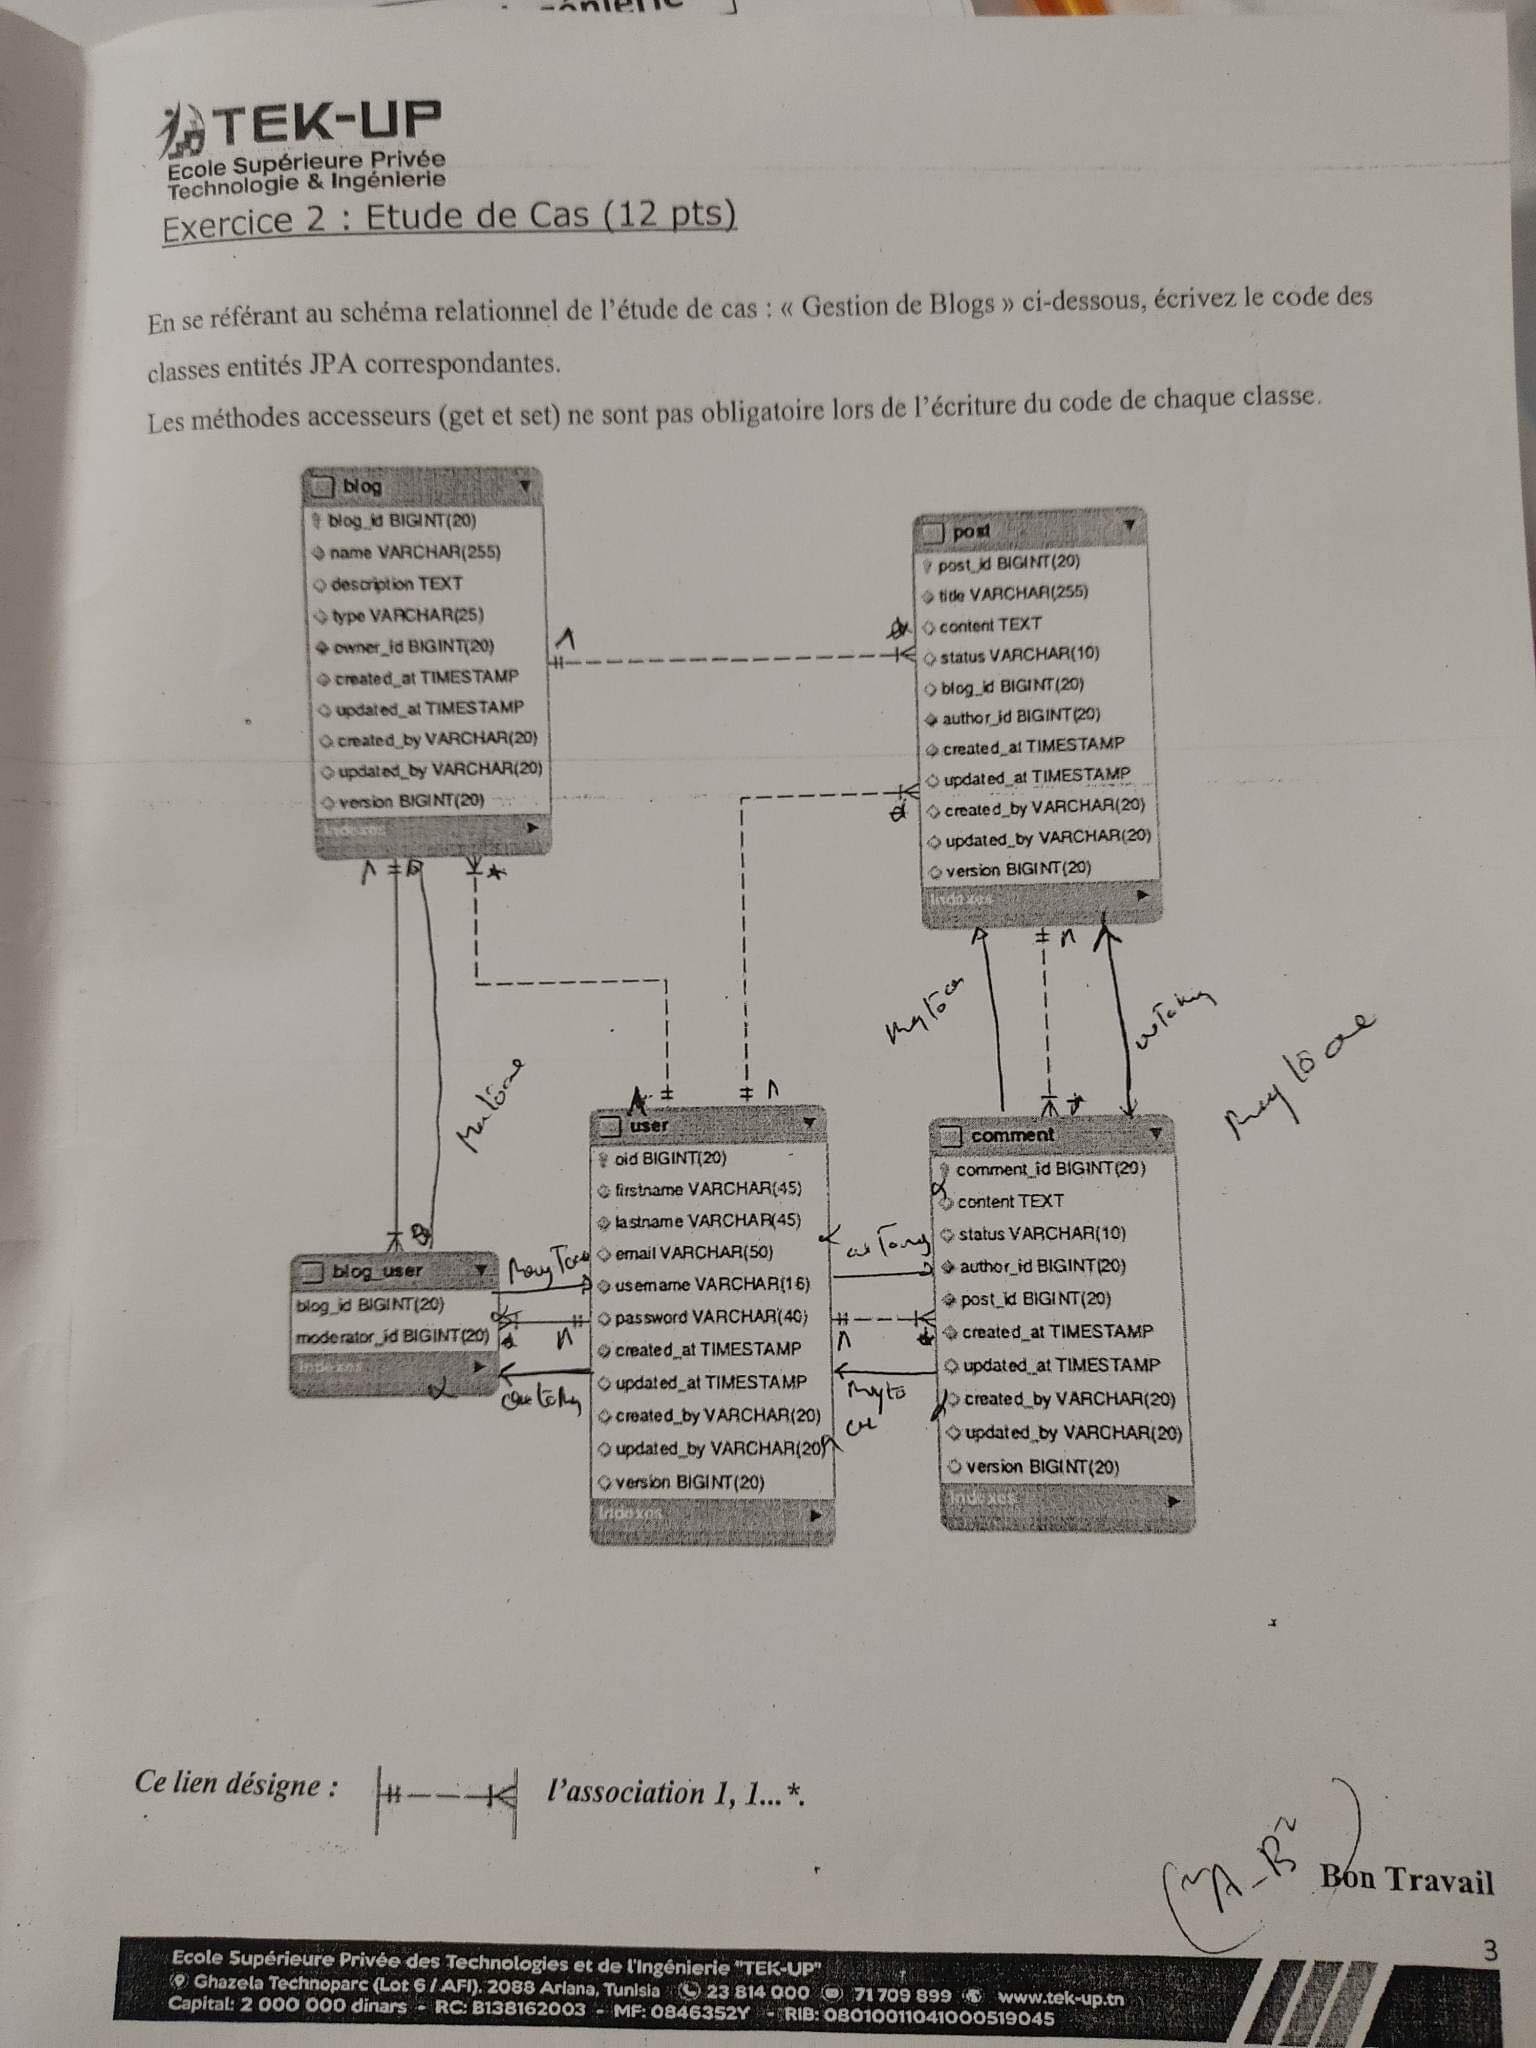 TEK-UP
Ecole Supérieure Privée
Technologie & Ingénierie
Exercice 2 : Etude de Cas (12 pts)
En se référant au schéma relationnel de l'étude de cas : « Gestion de Blogs » ci-dessous, écrivez le code des
classes entités JPA correspondantes.
Les méthodes accesseurs (get et set) ne sont pas obligatoire lors de l'écriture du code de chaque classe.
blog
blog_id BIGINT(20)
name VARCHAR(255)
description TEXT
type VARCHAR(25)
owner_id BIGINT(20)
created_at TIMESTAMP
updated_at TIMESTAMP
created_by VARCHAR(20)
updated_by VARCHAR(20)
version BIGINT(20)
Indexes
post
post_id BIGINT(20)
title VARCHAR(255)
content TEXT
status VARCHAR(10)
blog_id BIGINT(20)
author_id BIGINT(20)
created_at TIMESTAMP
updated_at TIMESTAMP
created_by VARCHAR(20)
updated_by VARCHAR(20)
version BIGINT(20)
Indexes
blog_user
blog_id BIGINT(20)
moderator_id BIGINT(20)
Indexes
user
oid BIGINT(20)
firstname VARCHAR(45)
lastname VARCHAR(45)
email VARCHAR(50)
username VARCHAR(16)
password VARCHAR(40)
created_at TIMESTAMP
updated_at TIMESTAMP
created_by VARCHAR(20)
updated_by VARCHAR(20)
version BIGINT(20)
Indexes
comment
comment_id BIGINT(20)
content TEXT
status VARCHAR(10)
author_id BIGINT(20)
post_id BIGINT(20)
created_at TIMESTAMP
updated_at TIMESTAMP
created_by VARCHAR(20)
updated_by VARCHAR(20)
version BIGINT(20)
Indexes
Ce lien désigne : l'association 1, 1...*.
Bon Travail
3
Ecole Supérieure Privée des Technologies et de l'Ingénierie "TEK-UP"
Ghazela Technoparc (Lot 6 / AFI). 2088 Ariana, Tunisia 23 814 000 71 709 899 www.tek-up.tn
Capital: 2 000 000 dinars - RC: B138162003 - MF: 0846352Y - RIB: 08010011041000519045